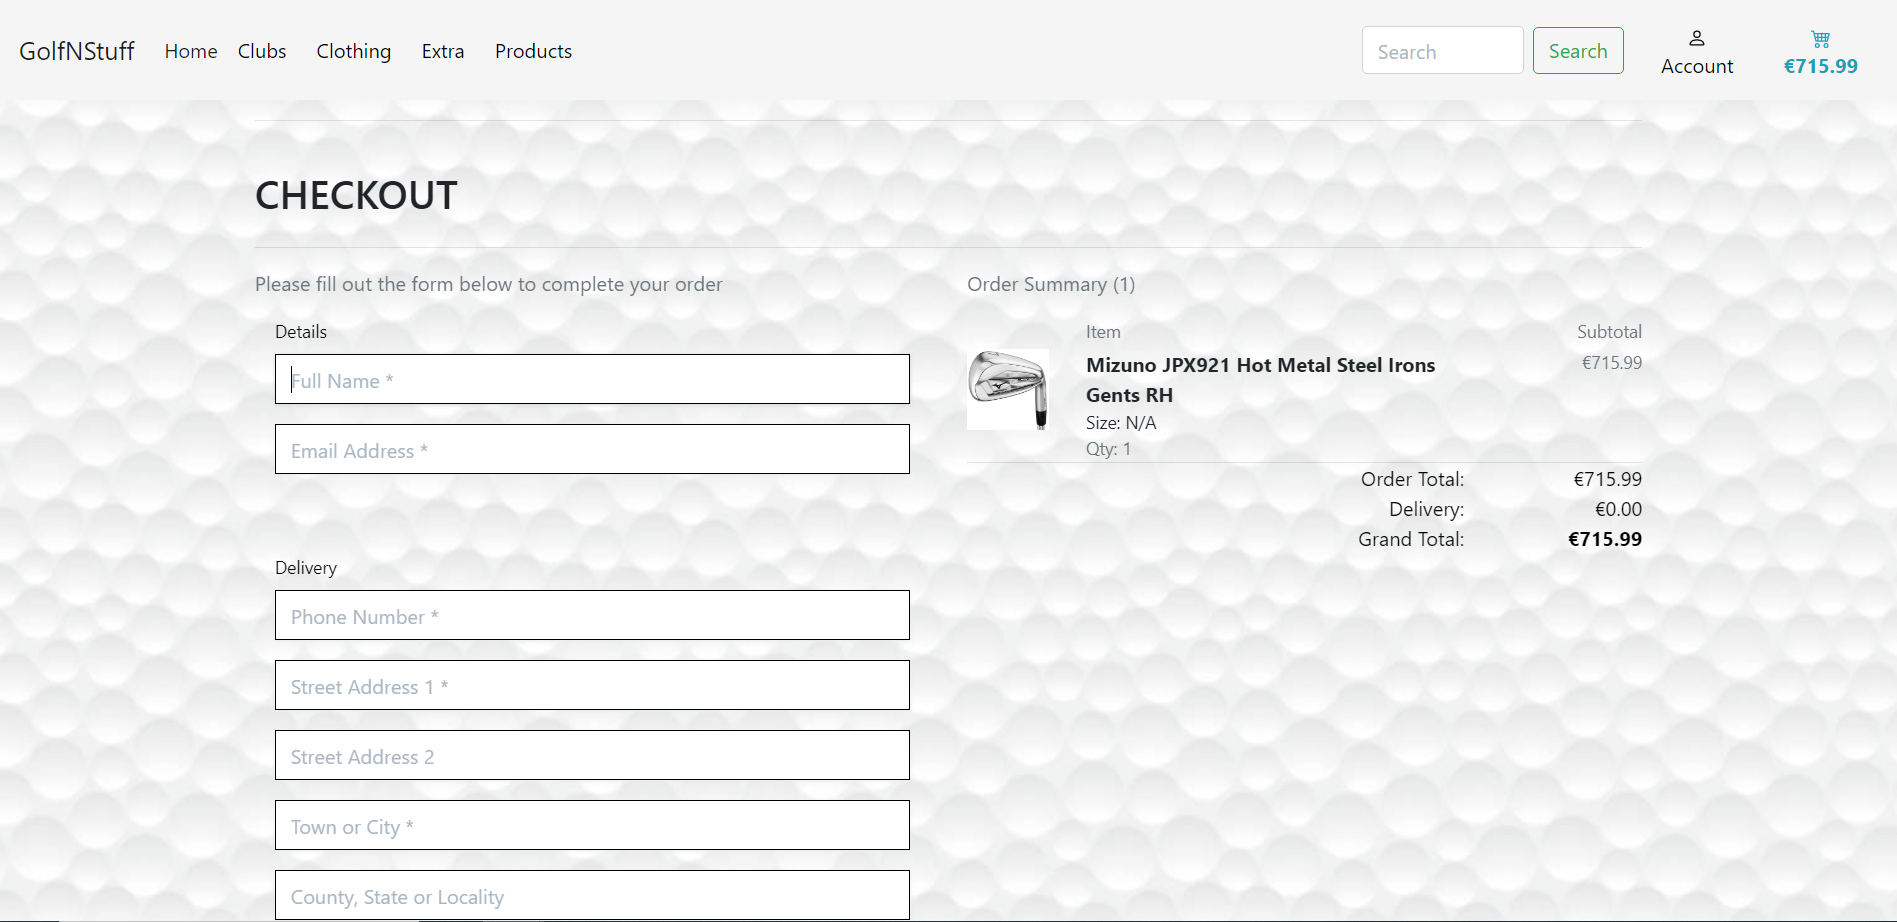 GolfNStuff Home Clubs Clothing Extra Products Search Search Account €715.99
CHECKOUT
Please fill out the form below to complete your order
Details
Full Name *
Email Address *
Delivery
Phone Number *
Street Address 1 *
Street Address 2
Town or City *
County, State or Locality
Order Summary (1)
Item Subtotal
Mizuno JPX921 Hot Metal Steel Irons €715.99
Gents RH
Size: N/A
Qty: 1
Order Total: €715.99
Delivery: €0.00
Grand Total: €715.99